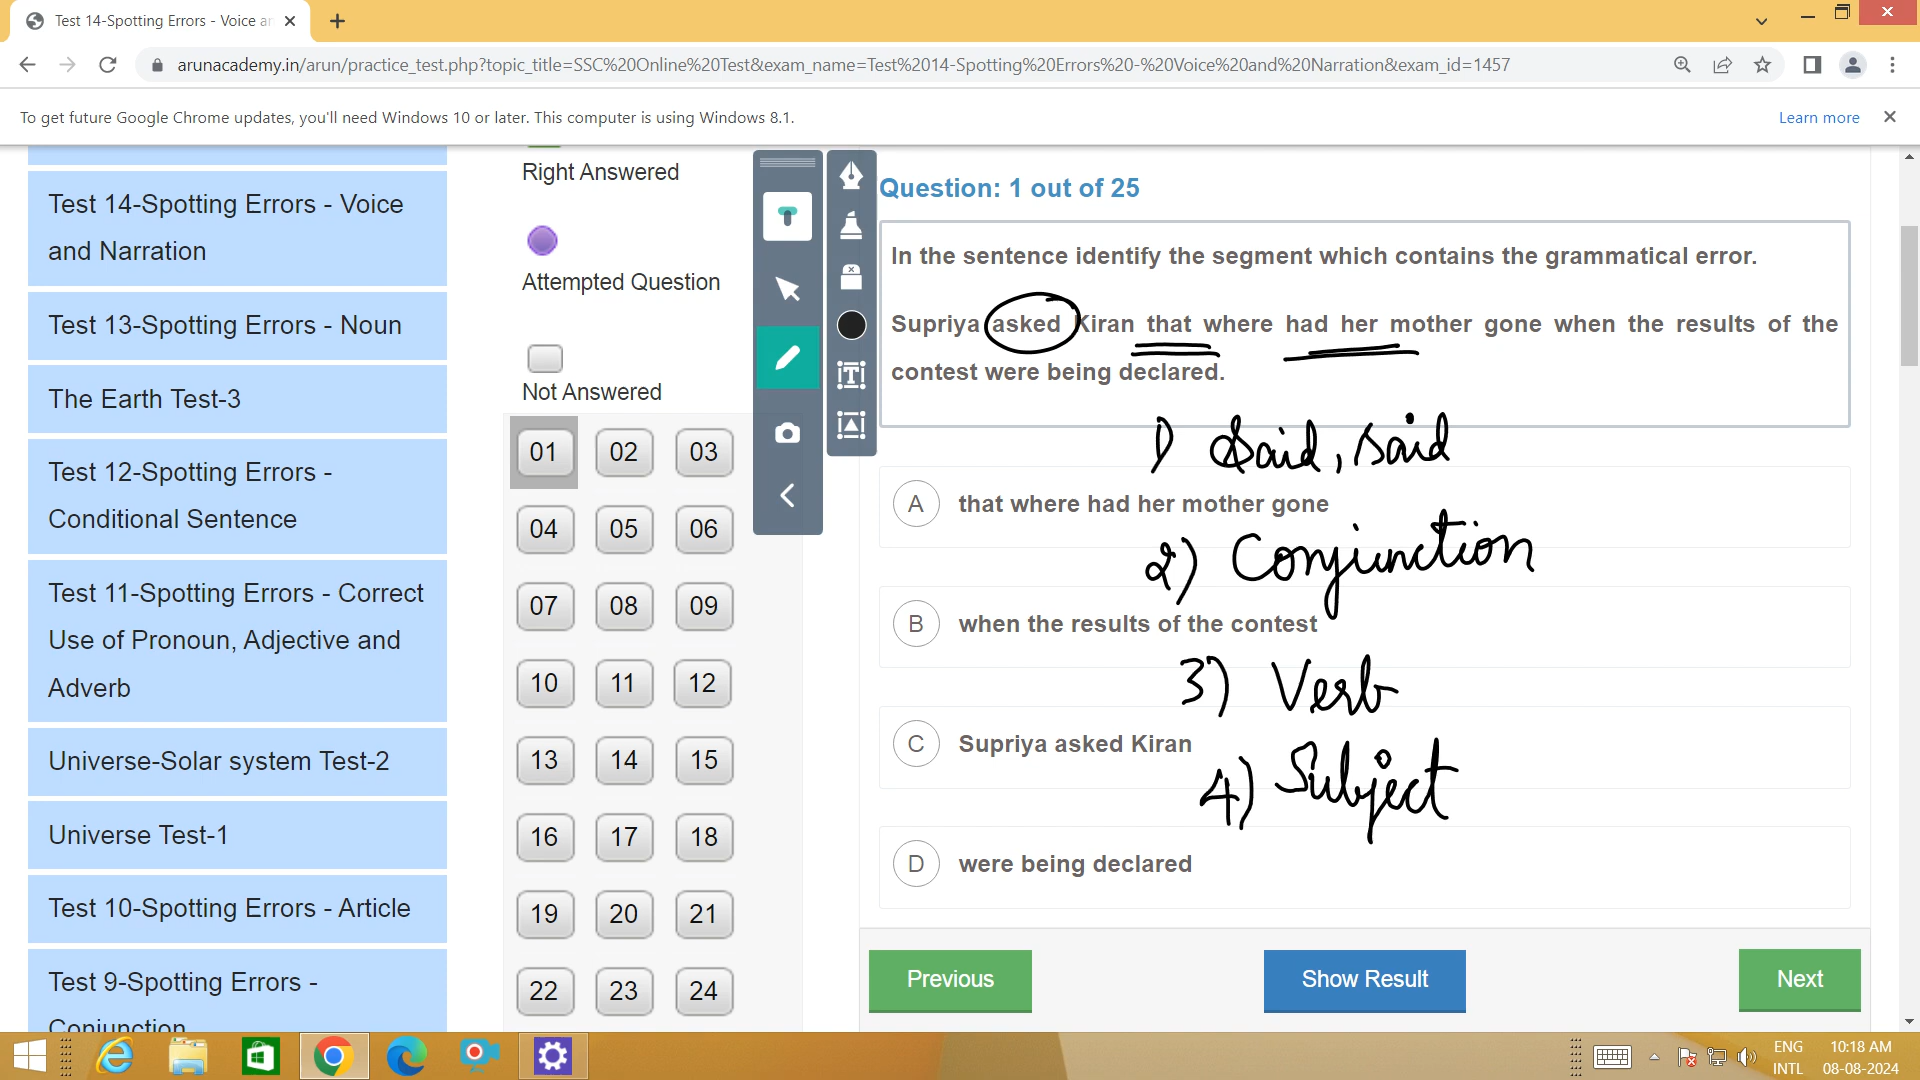 Test 14-Spotting Errors - Voice an
arunacademy.in/arun/practice_test.php?topic_title=SSC%20Online%20Test&exam_name=Test%2014-Spotting%20Errors%20-%20Voice%20and%20Narration&exam_id=1457
To get future Google Chrome updates, you'll need Windows 10 or later. This computer is using Windows 8.1.
Learn more
Test 14-Spotting Errors - Voice
and Narration
Test 13-Spotting Errors - Noun
The Earth Test-3
Test 12-Spotting Errors -
Conditional Sentence
Test 11-Spotting Errors - Correct
Use of Pronoun, Adjective and
Adverb
Universe-Solar system Test-2
Universe Test-1
Test 10-Spotting Errors - Article
Test 9-Spotting Errors -
Conjunction
Right Answered
Attempted Question
Not Answered
01 02 03
04 05 06
07 08 09
10 11 12
13 14 15
16 17 18
19 20 21
22 23 24
Question: 1 out of 25
In the sentence identify the segment which contains the grammatical error.
Supriya asked Kiran that where had her mother gone when the results of the
contest were being declared.
1) Said, said
A that where had her mother gone
2) Conjunction
B when the results of the contest
3) Verb
C Supriya asked Kiran
4) Subject
D were being declared
Previous
Show Result
Next
ENG
INTL
10:18 AM
08-08-2024